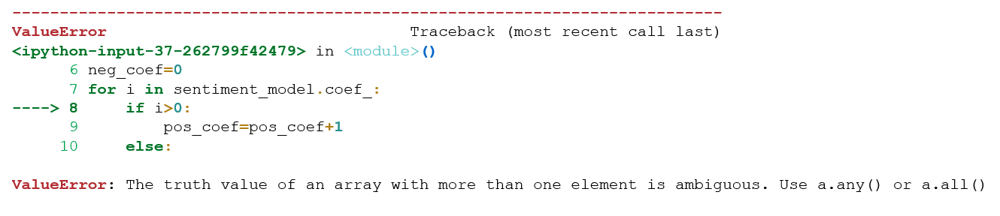 ---------------------------------------------------------------------------
ValueError                                Traceback (most recent call last)
<ipython-input-37-262799f42479> in <module>()
      6 neg_coef=0
      7 for i in sentiment_model.coef_:
----> 8     if i>0:
      9         pos_coef=pos_coef+1
     10     else:

ValueError: The truth value of an array with more than one element is ambiguous. Use a.any() or a.all()